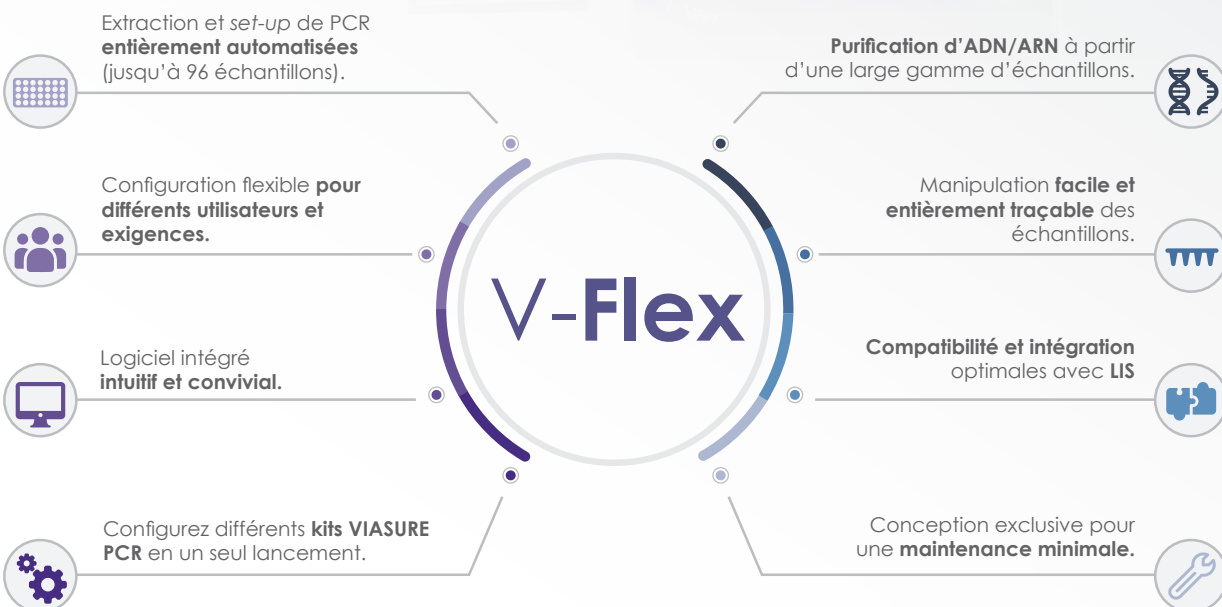 Extraction et set-up de PCR
entièrement automatisées
(jusqu'à 96 échantillons).
Configuration flexible pour
différents utilisateurs et
exigences.
Logiciel intégré
intuitif et convivial.
Configurez différents kits VIASURE
PCR en un seul lancement.
V-Flex
Purification d'ADN/ARN à partir
d'une large gamme d'échantillons.
Manipulation facile et
entièrement traçable des
échantillons.
Compatibilité et intégration
optimales avec LIS
Conception exclusive pour
une maintenance minimale.